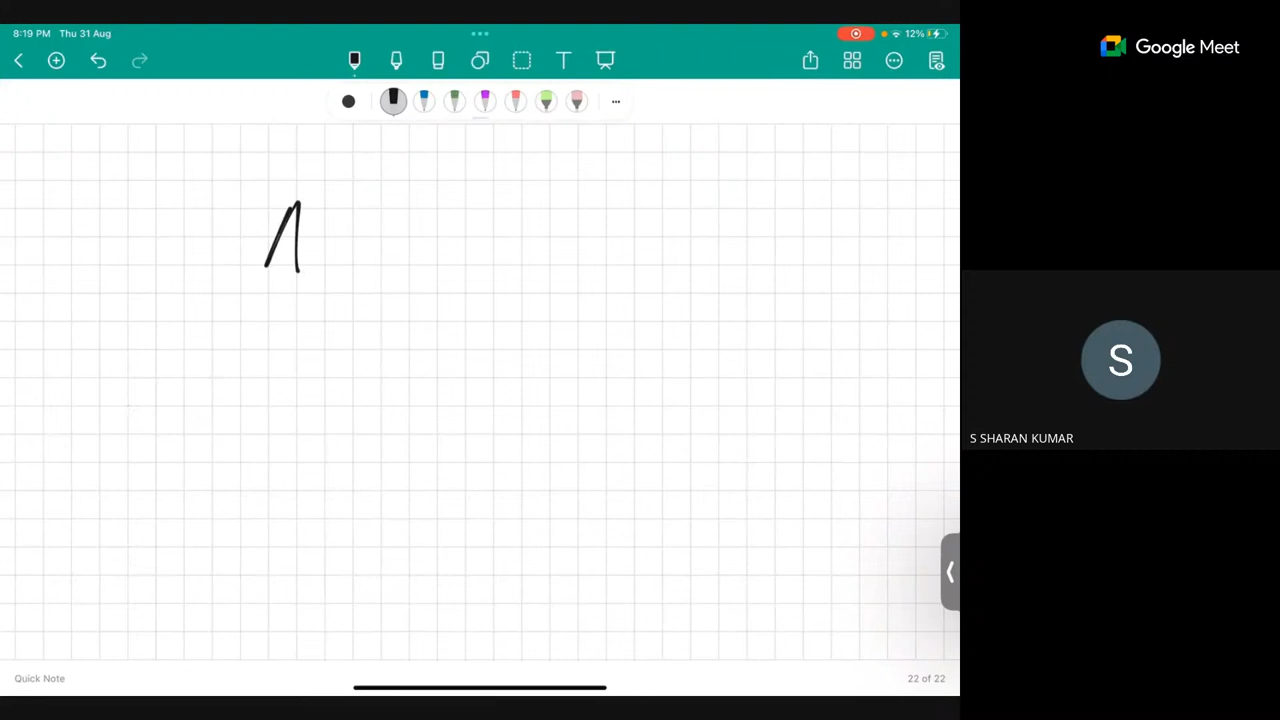 8:19 PM Thu 31 Aug
12%
T
Quick Note
22 of 22
Google Meet
S
S SHARAN KUMAR